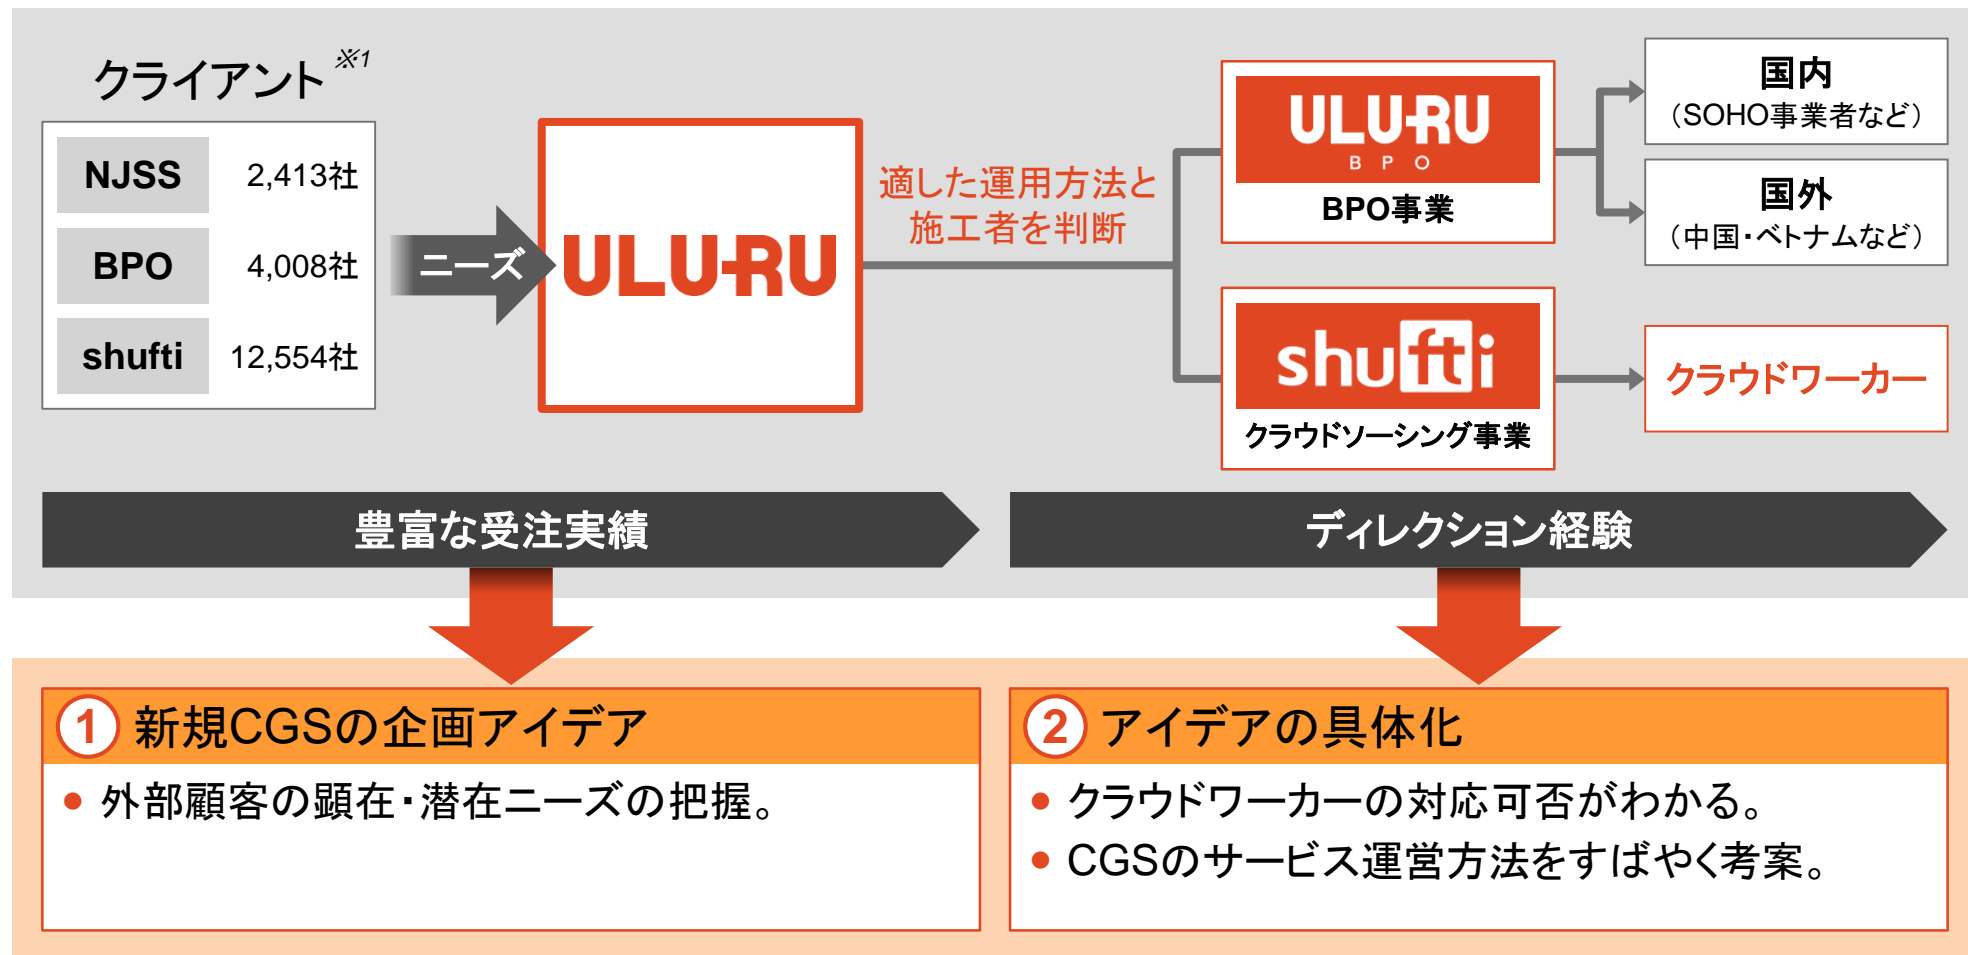 クライアント ※1
NJSS 2,413社
BPO 4,008社
shufti 12,554社
ニーズ
ULURU
適した運用方法と
施工者を判断
ULURU
BPO
BPO事業
shufti
クラウドソーシング事業
国内
(SOHO事業者など)
国外
(中国・ベトナムなど)
クラウドワーカー
豊富な受注実績
ディレクション経験
1 新規CGSの企画アイデア
● 外部顧客の顕在・潜在ニーズの把握。
2 アイデアの具体化
● クラウドワーカーの対応可否がわかる。
● CGSのサービス運営方法をすばやく考案。